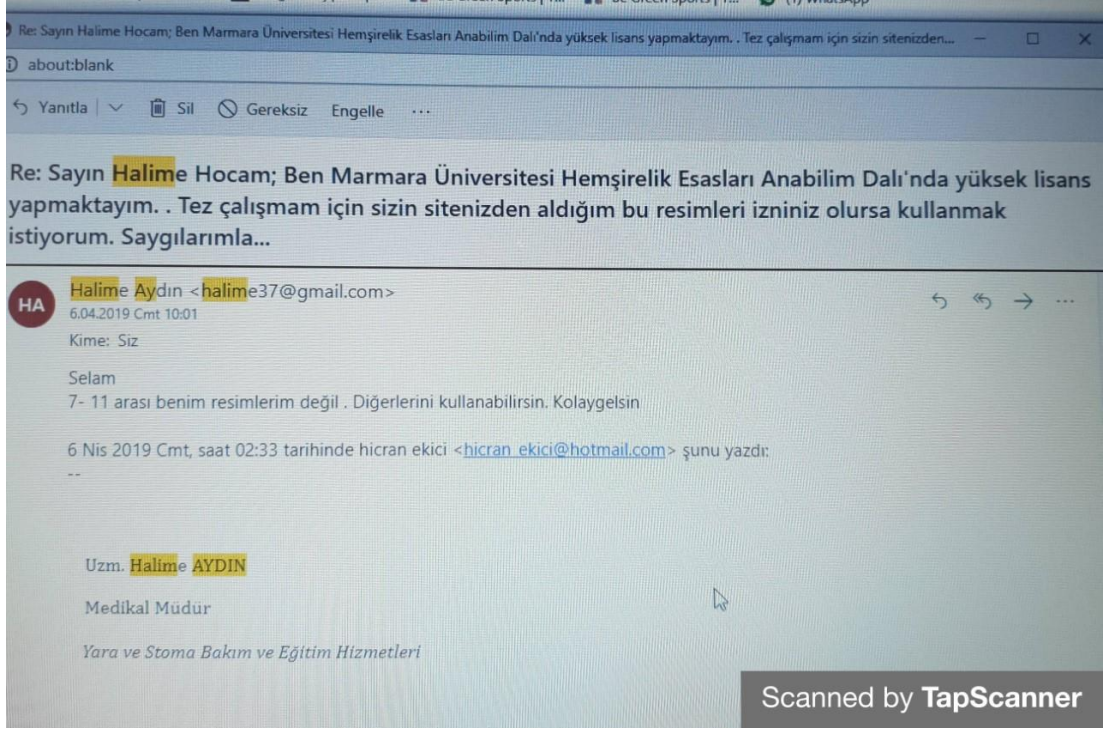 Re: Sayın Halime Hocam; Ben Marmara Üniversitesi Hemşirelik Esasları Anabilim Dalı'nda yüksek lisans yapmaktayım. . Tez çalışmam için sizin sitenizden...
about:blank
Yanıtla Sil Gereksiz Engelle ...
Re: Sayın Halime Hocam; Ben Marmara Üniversitesi Hemşirelik Esasları Anabilim Dalı'nda yüksek lisans
yapmaktayım. . Tez çalışmam için sizin sitenizden aldığım bu resimleri izniniz olursa kullanmak
istiyorum. Saygılarımla...
HA
Halime Aydın <halime37@gmail.com>
6.04.2019 Cmt 10:01
Kime: Siz
Selam
7- 11 arası benim resimlerim değil . Diğerlerini kullanabilirsin. Kolaygelsin
6 Nis 2019 Cmt, saat 02:33 tarihinde hicran ekici <hicran_ekici@hotmail.com> şunu yazdı:
--
Uzm. Halime AYDIN
Medikal Müdür
Yara ve Stoma Bakım ve Eğitim Hizmetleri
Scanned by TapScanner